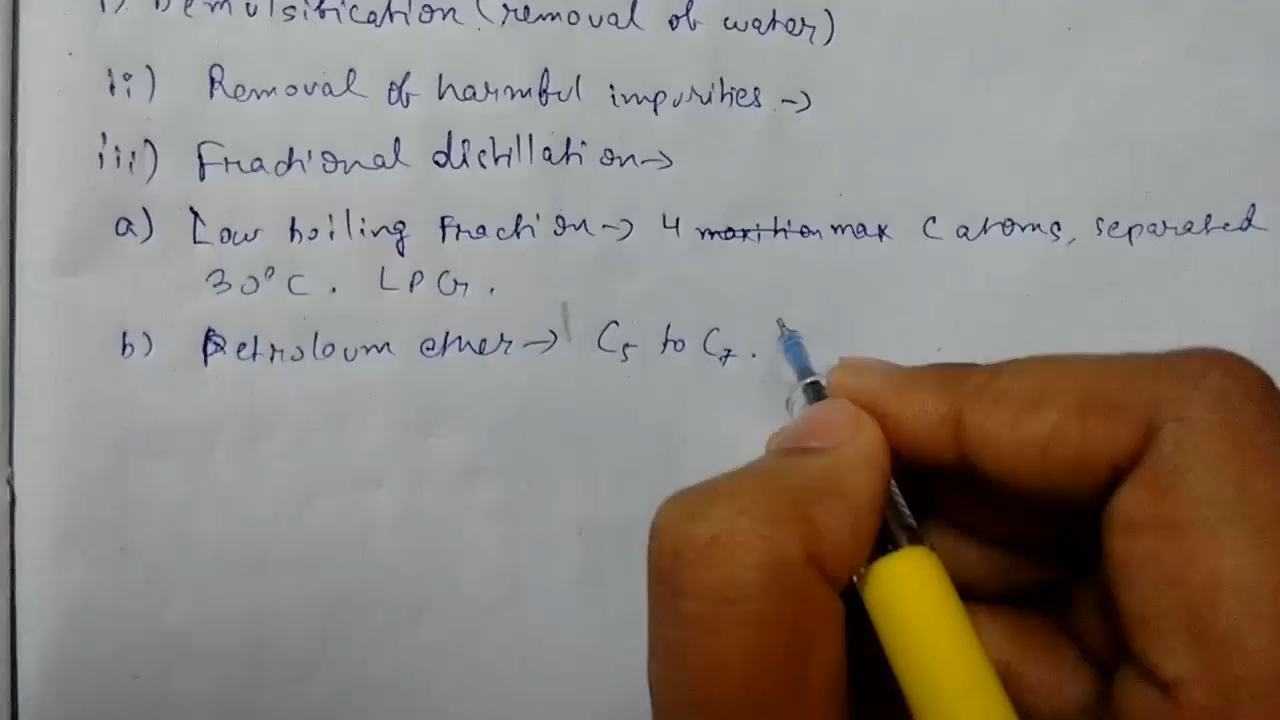 i) Demulsification (removal of water)
ii) Removal of harmful impurities →
iii) Fractional distillation →
a) Low boiling fraction → 4 max C atoms, separated
30°C. LPG.
b) Petroloum ether → C₅ to C₇.